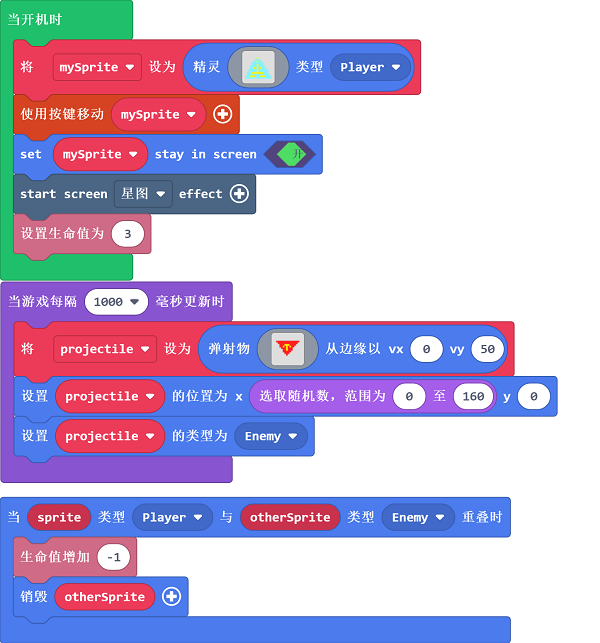 当开机时
将 mySprite 设为 精灵 类型 Player
使用按键移动 mySprite
set mySprite stay in screen 开
start screen 星图 effect
设置生命值为 3
当游戏每隔 1000 毫秒更新时
将 projectile 设为 弹射物 从边缘以 vx 0 vy 50
设置 projectile 的位置为 x 选取随机数，范围为 0 至 160 y 0
设置 projectile 的类型为 Enemy
当 sprite 类型 Player 与 otherSprite 类型 Enemy 重叠时
生命值增加 -1
销毁 otherSprite